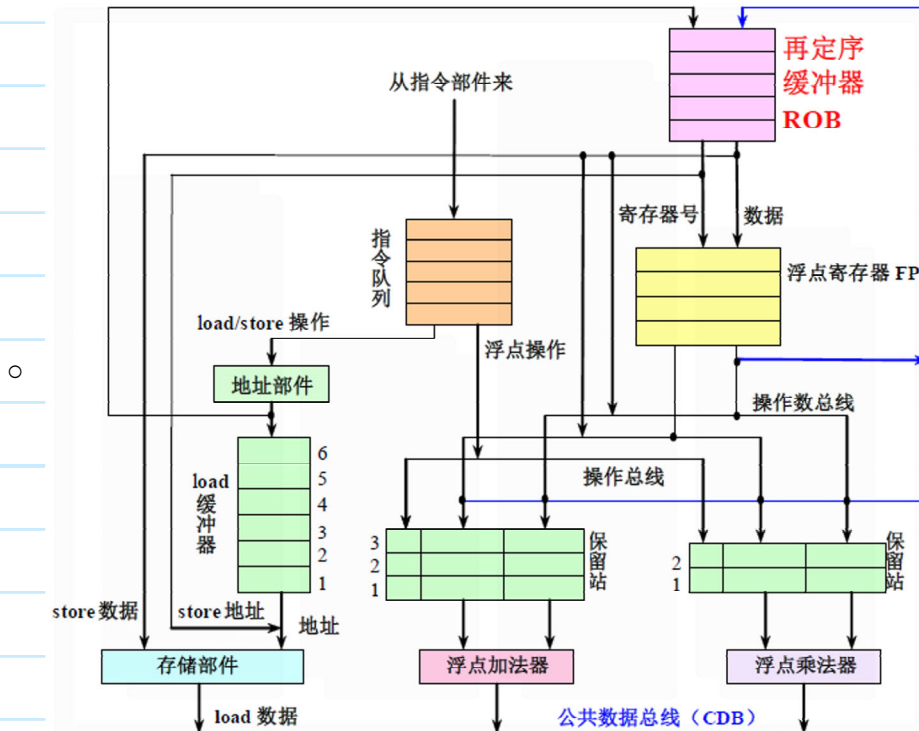 再定序
缓冲器
ROB
从指令部件来
寄存器号
数据
指令队列
浮点寄存器 FP
load/store 操作
浮点操作
地址部件
操作数总线
load
缓冲器
6
5
4
3
2
1
操作总线
3
2
1
保留站
2
1
保留站
store 数据
store 地址
地址
存储部件
浮点加法器
浮点乘法器
load 数据
公共数据总线（CDB）